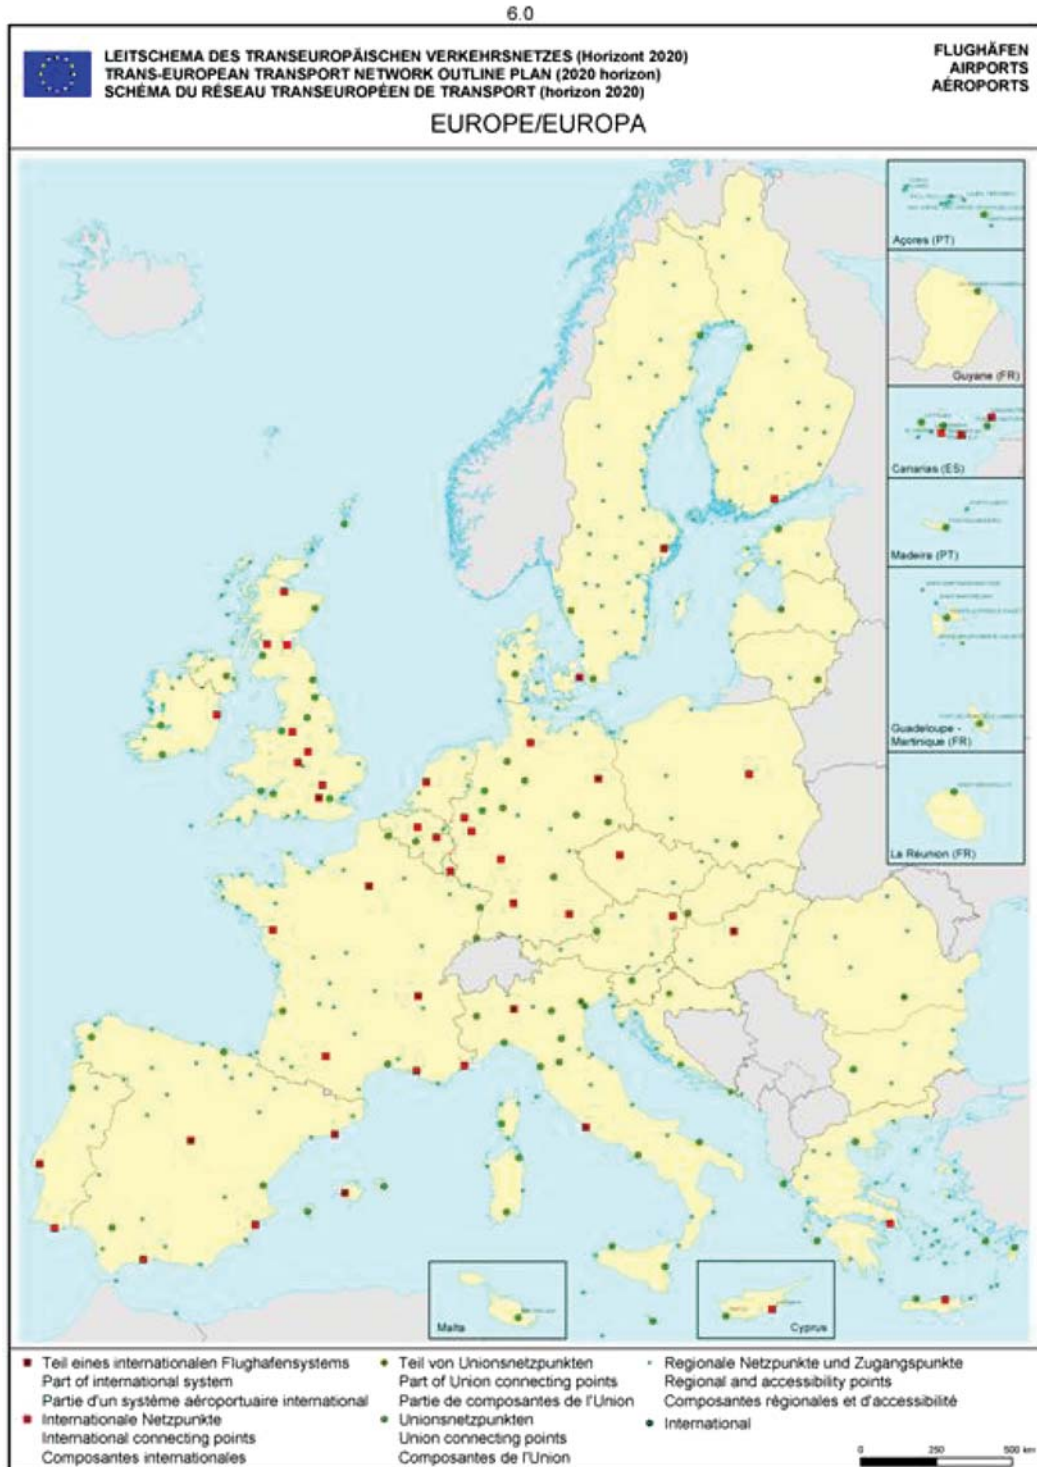 6.0
LEITSCHEMA DES TRANSEUROPÄISCHEN VERKEHRSNETZES (Horizont 2020)
TRANS-EUROPEAN TRANSPORT NETWORK OUTLINE PLAN (2020 horizon)
SCHÉMA DU RÉSEAU TRANSEUROPÉEN DE TRANSPORT (horizon 2020)
FLUGHÄFEN
AIRPORTS
AÉROPORTS
EUROPE/EUROPA
Açores (PT)
Guyane (FR)
Canarias (ES)
Madeira (PT)
Guadeloupe -
Martinique (FR)
La Réunion (FR)
Malta
Cyprus
Teil eines internationalen Flughafensystems
Part of international system
Partie d'un système aéroportuaire international
Internationale Netzpunkte
International connecting points
Composantes internationales
Teil von Unionsnetzpunkten
Part of Union connecting points
Partie de composantes de l'Union
Unionsnetzpunkten
Union connecting points
Composantes de l'Union
Regionale Netzpunkte und Zugangspunkte
Regional and accessibility points
Composantes régionales et d'accessibilité
International
0 250 500 km